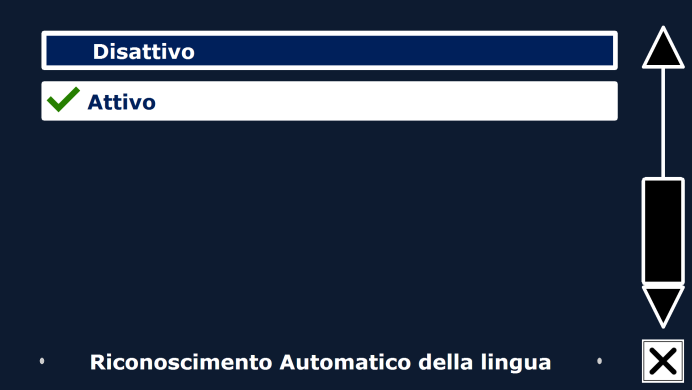 Disattivo
Attivo
Riconoscimento Automatico della lingua